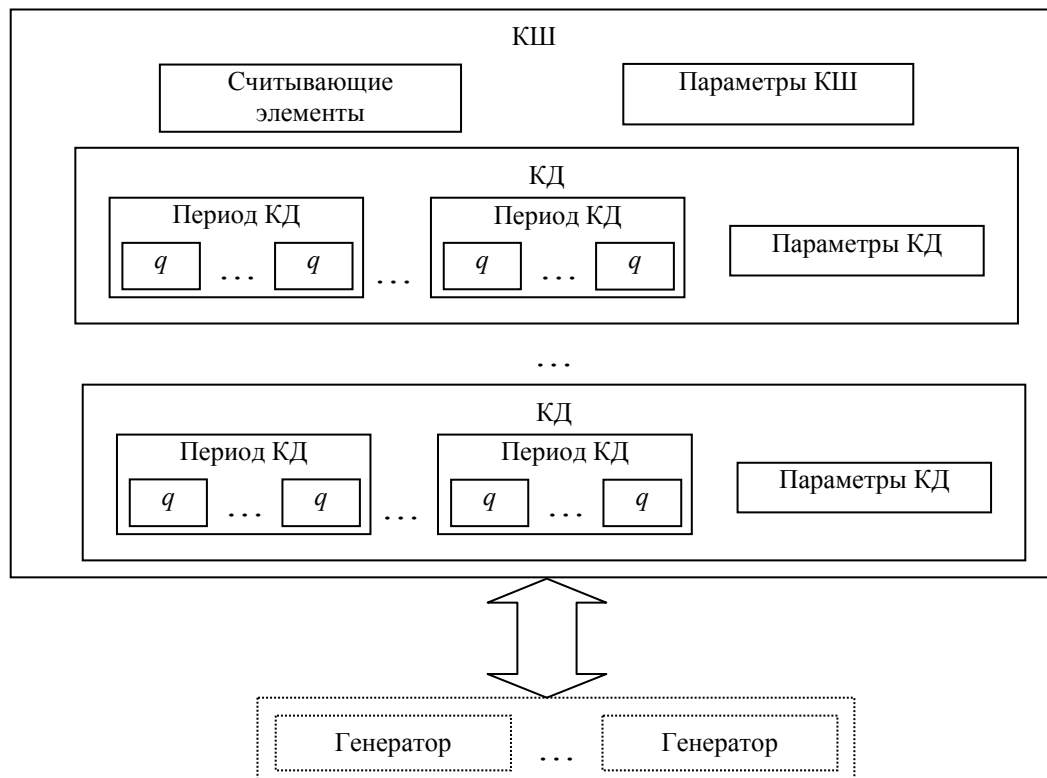 КШ
Считывающие
элементы
Параметры КШ
КД
Период КД
Период КД
Параметры КД
q ... q ... q ... q
...
КД
Период КД
Период КД
Параметры КД
q ... q ... q ... q
Генератор ... Генератор